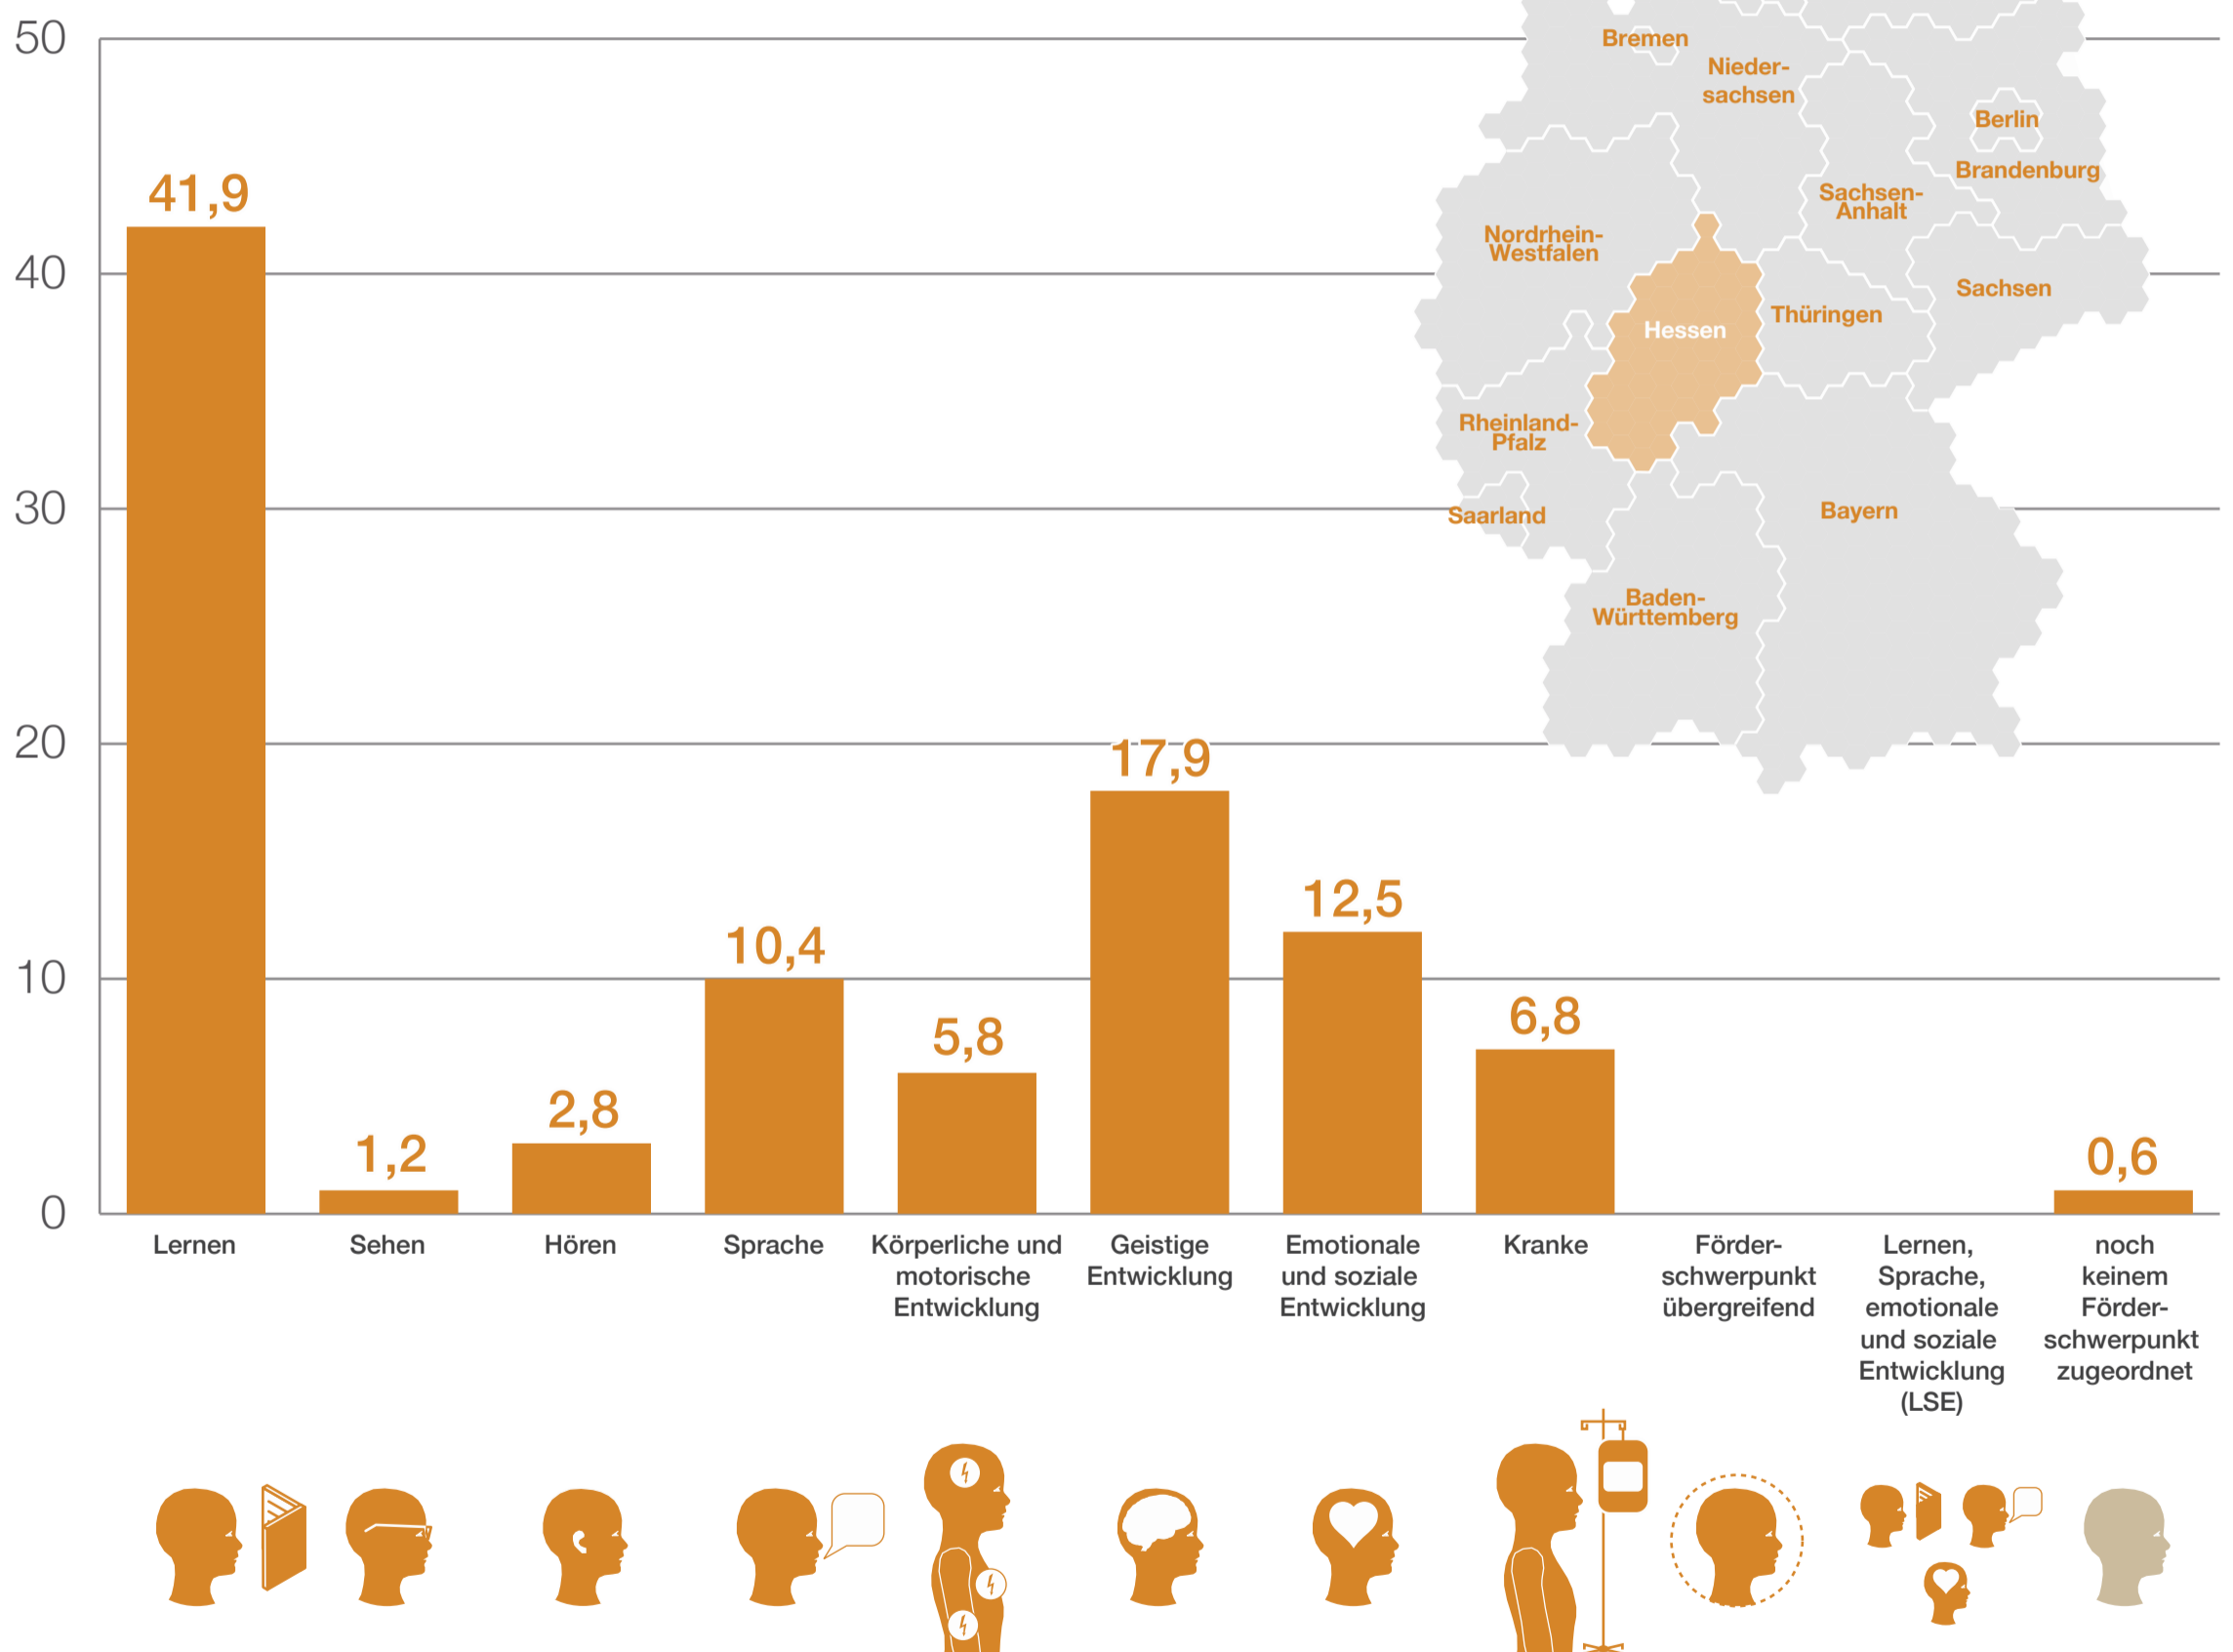 50
40
30
20
10
0
41,9
1,2
2,8
10,4
5,8
17,9
12,5
6,8
0,6
Bremen
Nieder-
sachsen
Berlin
Brandenburg
Sachsen-
Anhalt
Nordrhein-
Westfalen
Sachsen
Thüringen
Hessen
Rheinland-
Pfalz
Saarland
Bayern
Baden-
Württemberg
Lernen
Sehen
Hören
Sprache
Körperliche und
motorische
Entwicklung
Geistige
Entwicklung
Emotionale
und soziale
Entwicklung
Kranke
Förder-
schwerpunkt
übergreifend
Lernen,
Sprache,
emotionale
und soziale
Entwicklung
(LSE)
noch
keinem
Förder-
schwerpunkt
zugeordnet